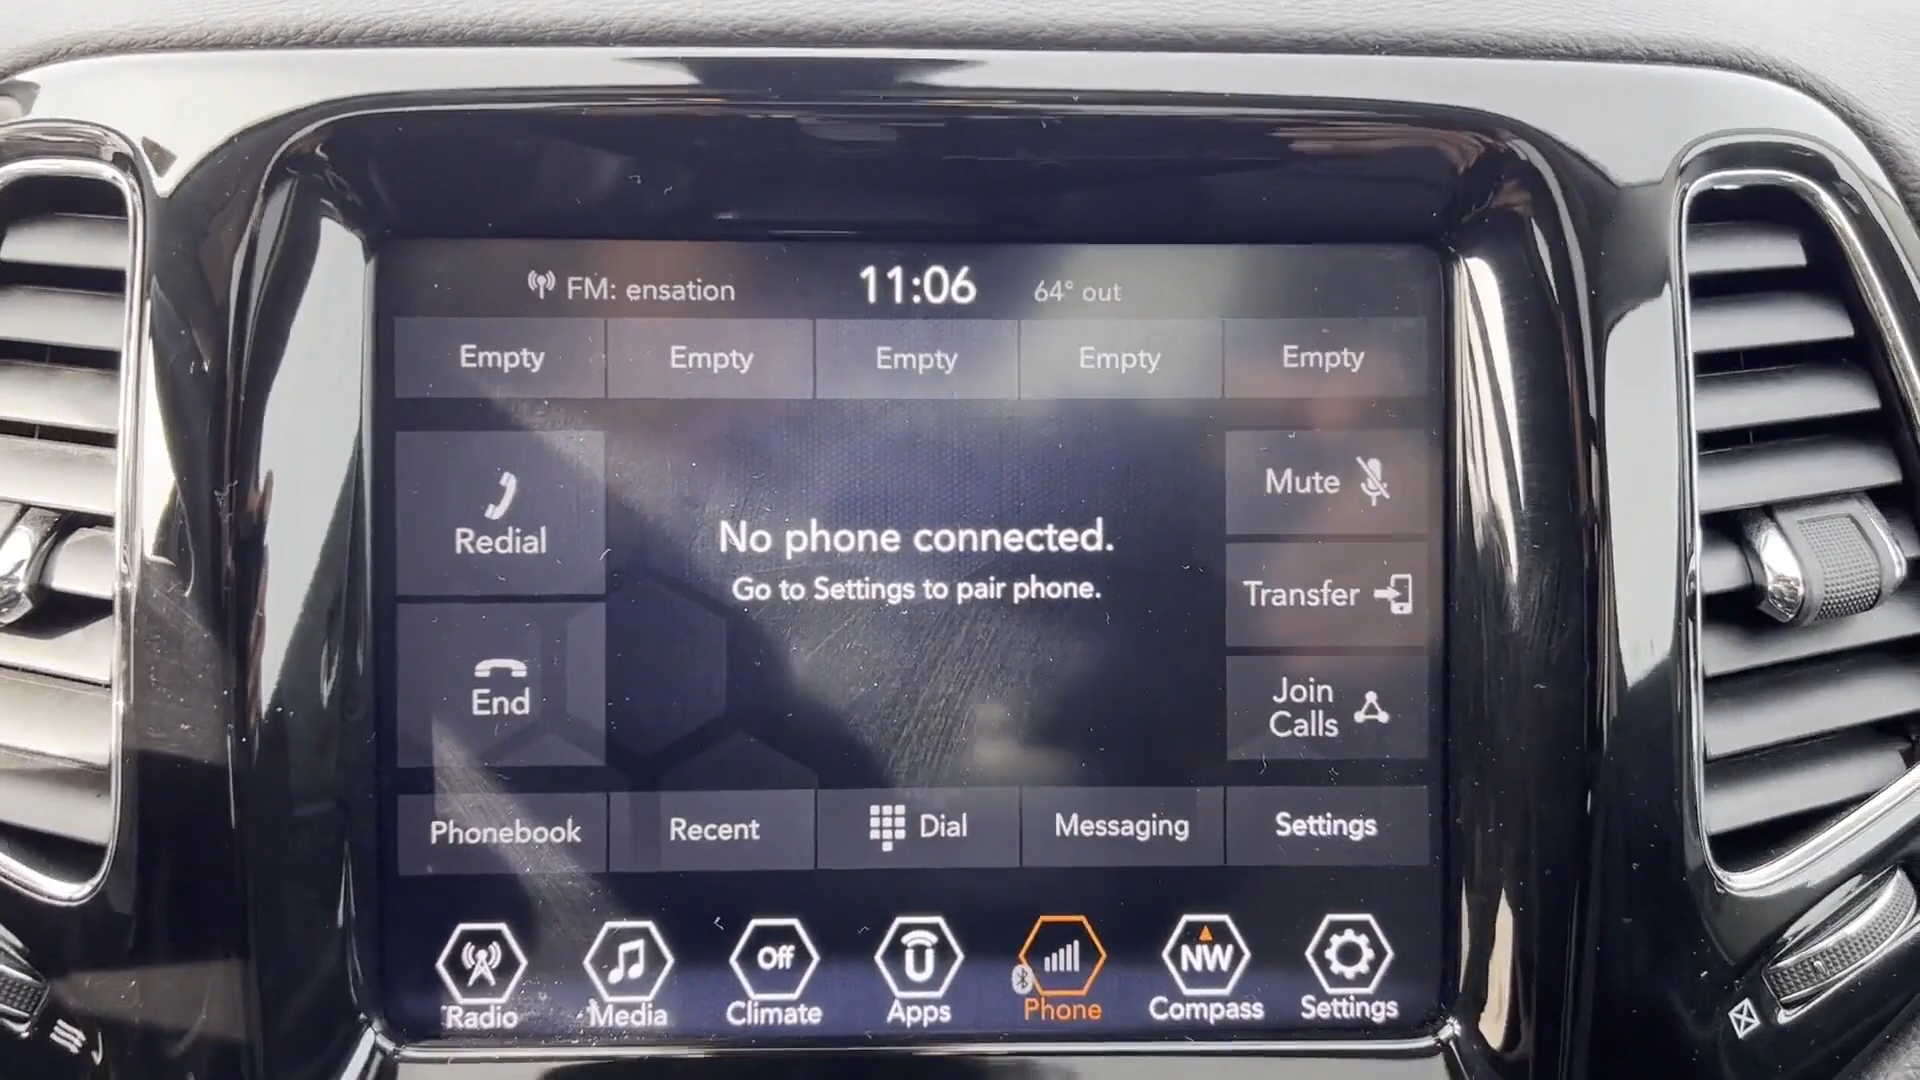 FM: ensation
11:06
64° out
Empty
Empty
Empty
Empty
Empty
Redial
End
No phone connected.
Go to Settings to pair phone.
Mute
Transfer
Join
Calls
Phonebook
Recent
Dial
Messaging
Settings
Radio
Media
Off
Climate
Apps
Phone
NW
Compass
Settings